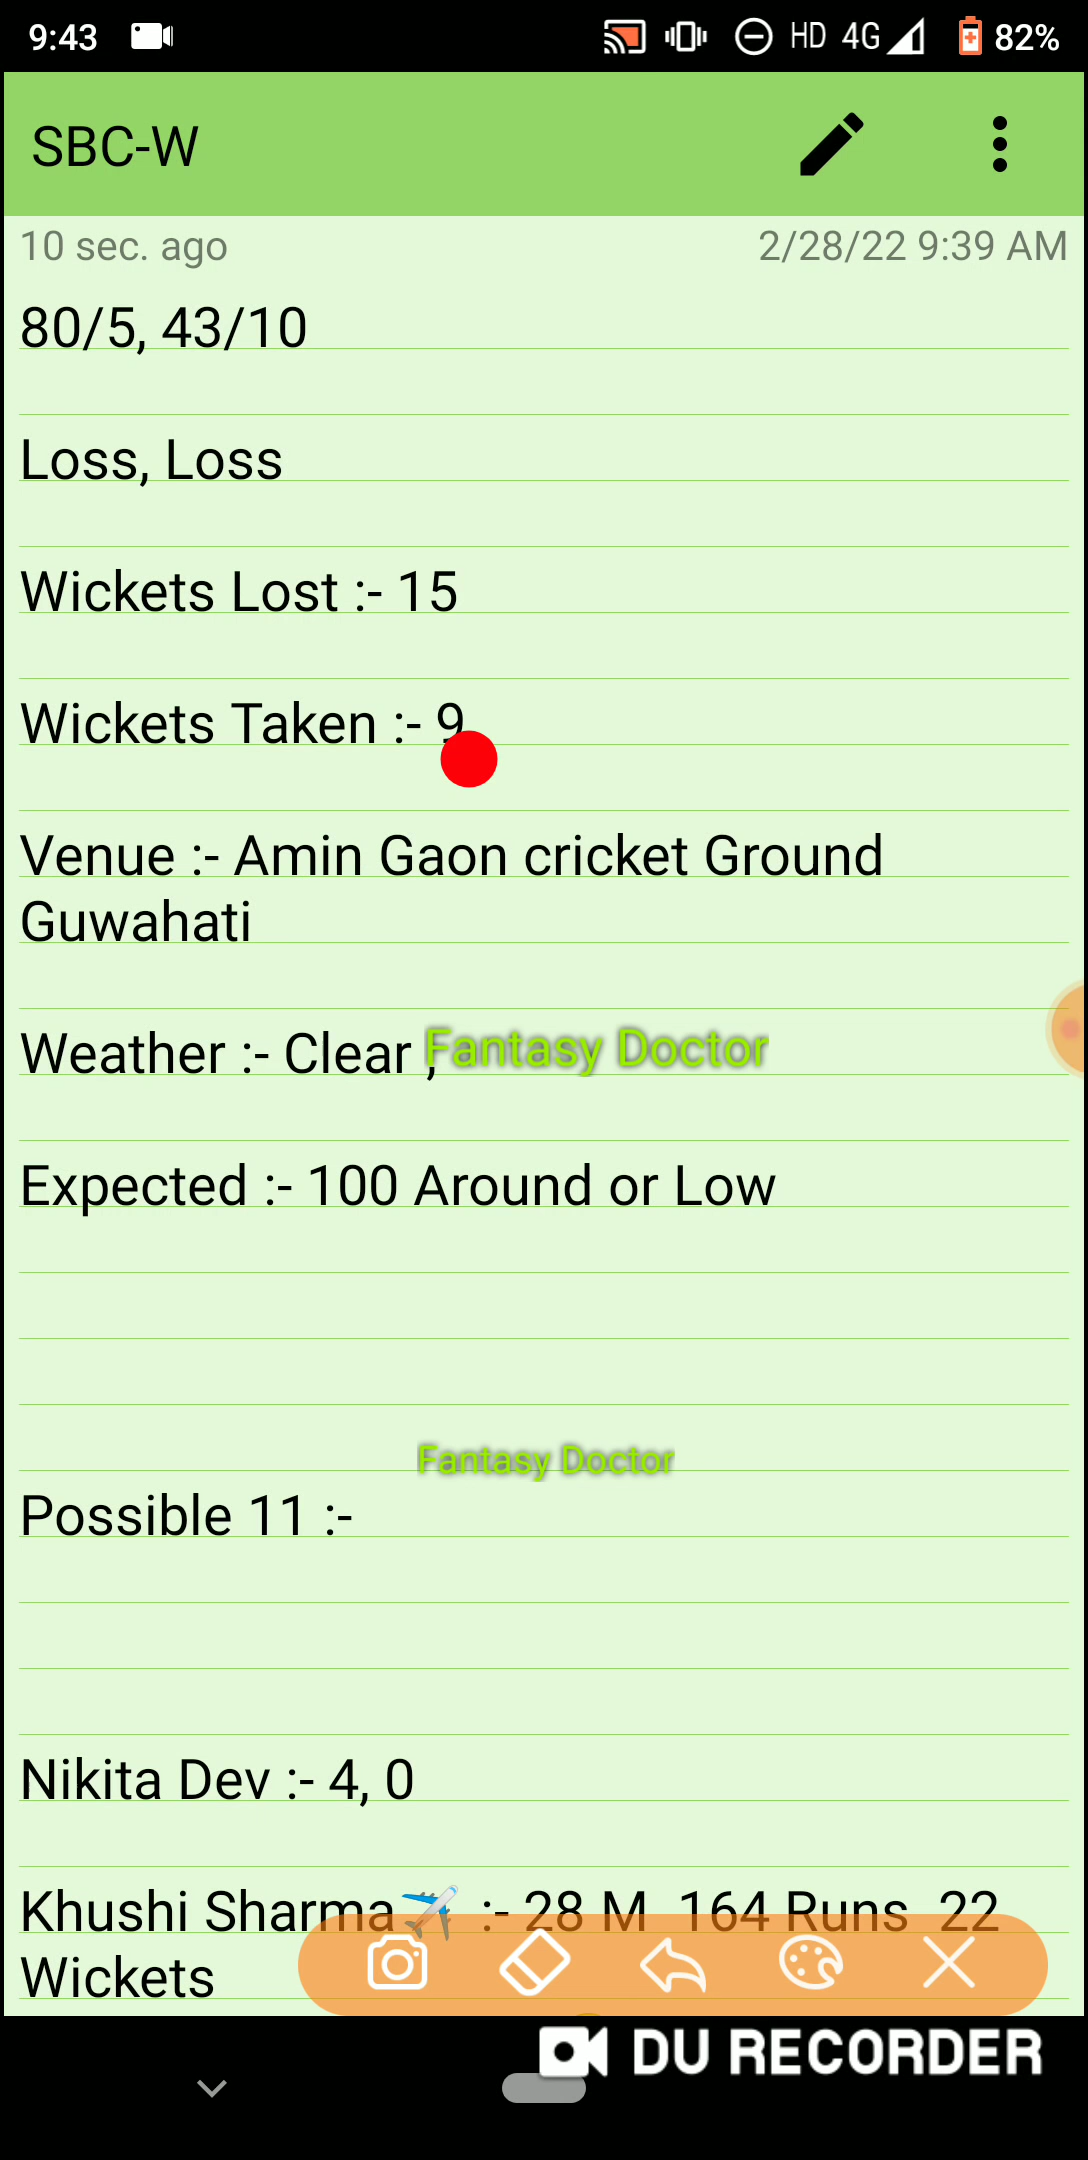 9:43 HD 4G 82%
SBC-W
10 sec. ago 2/28/22 9:39 AM
80/5, 43/10
Loss, Loss
Wickets Lost :- 15
Wickets Taken :- 9
Venue :- Amin Gaon cricket Ground
Guwahati
Weather :- Clear , Fantasy Doctor
Expected :- 100 Around or Low
Fantasy Doctor
Possible 11 :-
Nikita Dev :- 4, 0
Khushi Sharma✈️ :- 28 M 164 Runs 22
Wickets
DU RECORDER